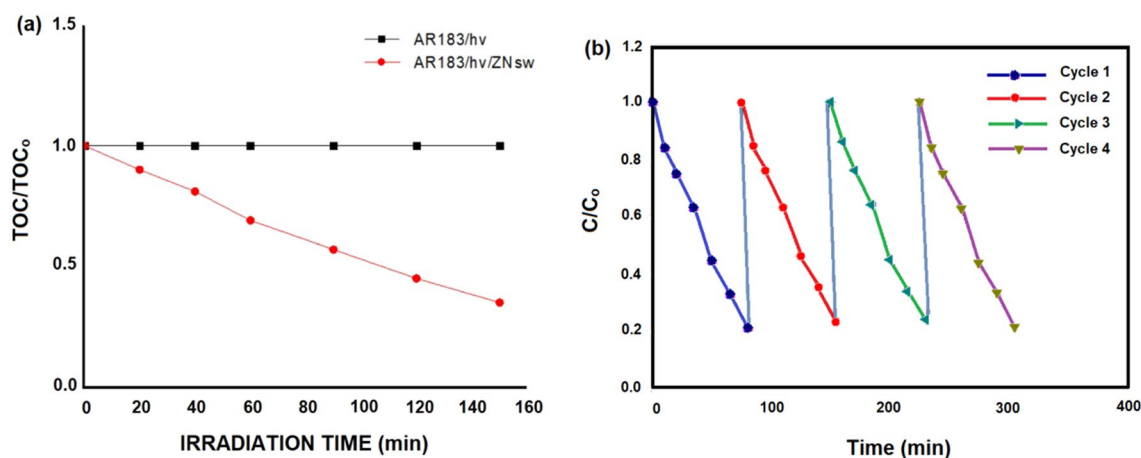 (a)
1.5
1.0
0.5
0.0
TOC/TOCₒ
AR183/hv
AR183/hv/ZNsw
0 20 40 60 80 100 120 140 160
IRRADIATION TIME (min)
(b)
1.2
1.0
0.8
0.6
0.4
0.2
0.0
C/Cₒ
Cycle 1
Cycle 2
Cycle 3
Cycle 4
0 100 200 300 400
Time (min)